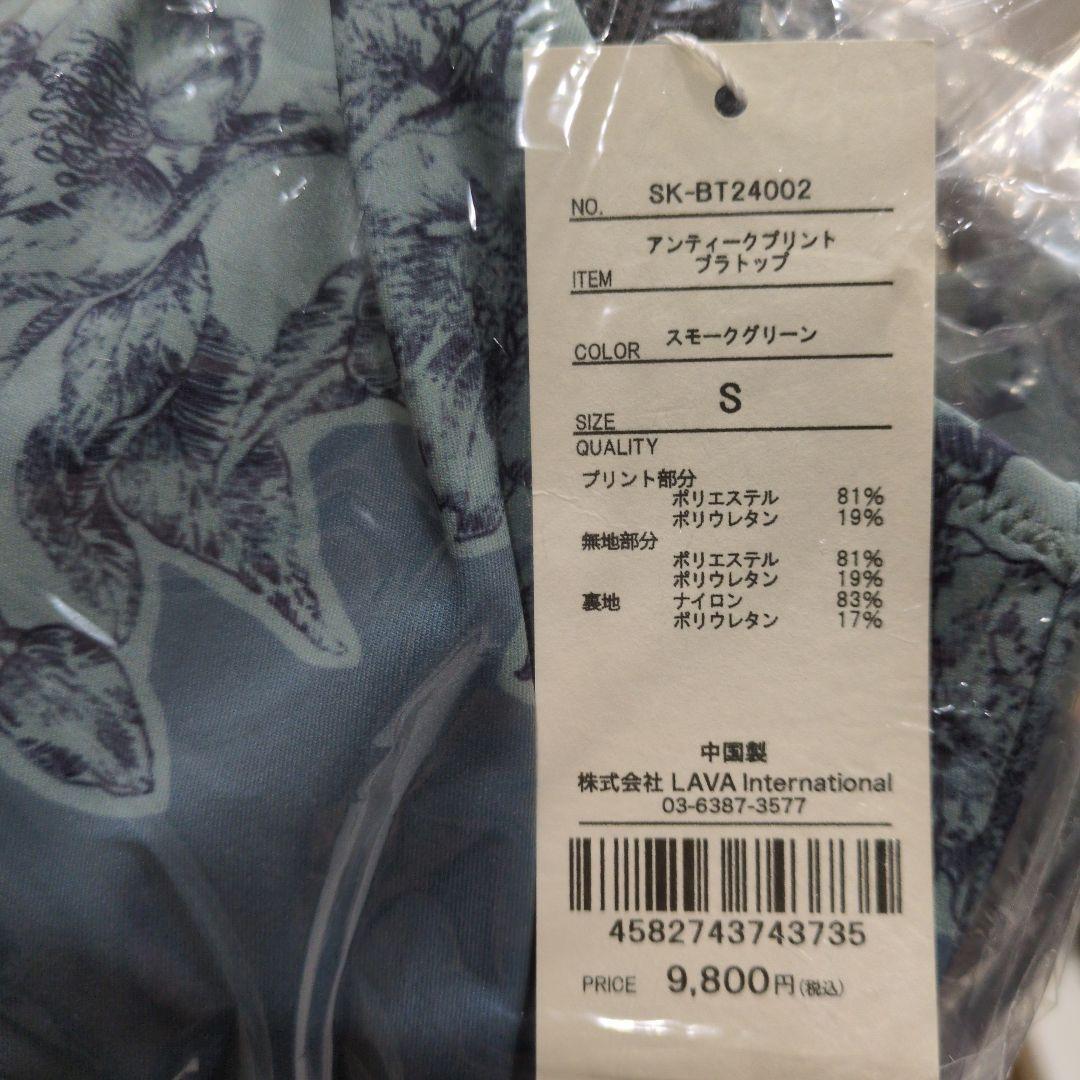 NO. SK-BT24002
アンティークプリント
ブラトップ
ITEM
COLOR スモークグリーン
SIZE S
QUALITY
プリント部分
ポリエステル 81%
ポリウレタン 19%
無地部分
ポリエステル 81%
ポリウレタン 19%
裏地 ナイロン 83%
ポリウレタン 17%
中国製
株式会社 LAVA International
03-6387-3577
4582743743735
PRICE 9,800円(税込)